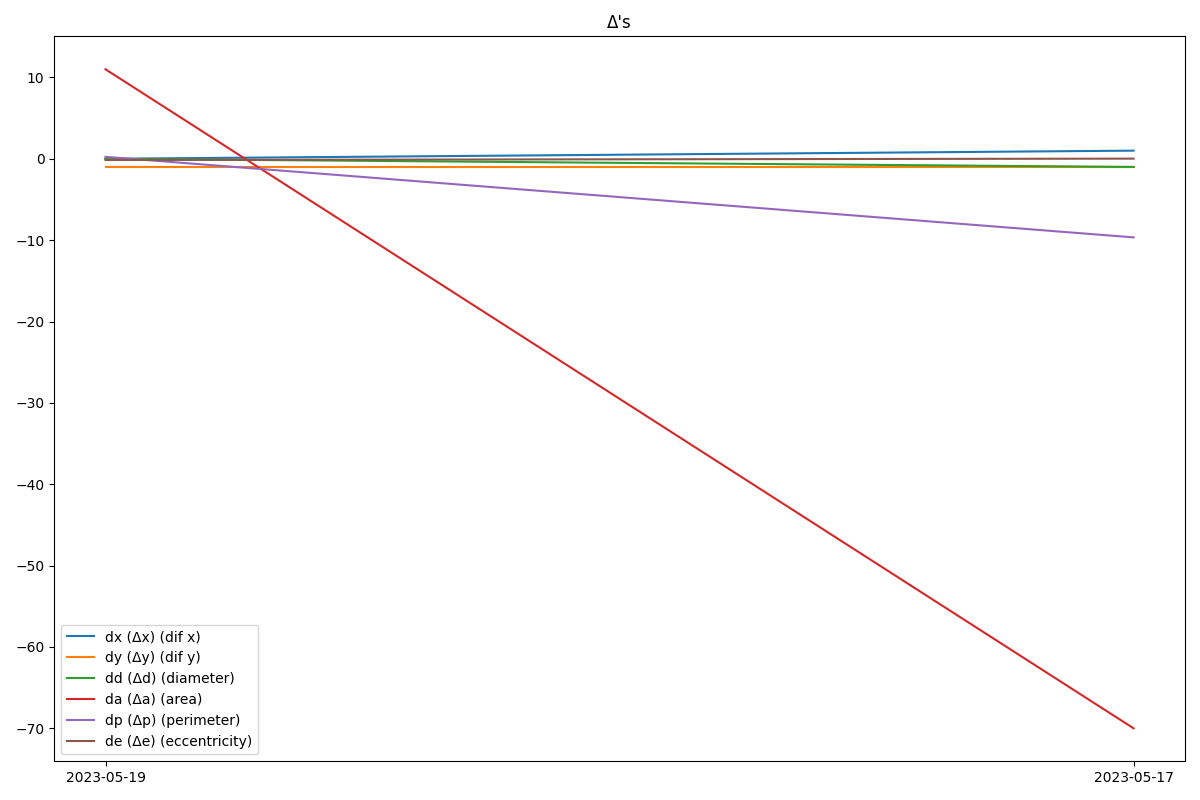 Δ's
10
0
−10
−20
−30
−40
−50
−60
−70
dx (Δx) (dif x)
dy (Δy) (dif y)
dd (Δd) (diameter)
da (Δa) (area)
dp (Δp) (perimeter)
de (Δe) (eccentricity)
2023-05-19 2023-05-17